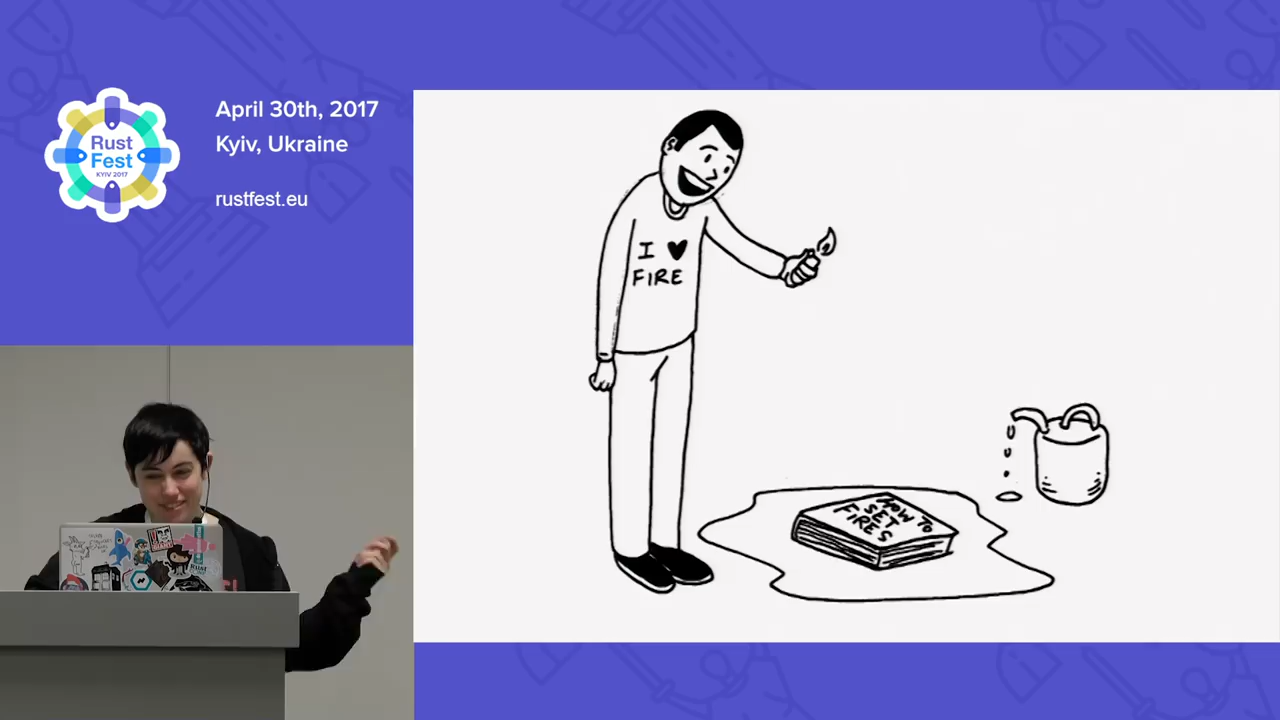 April 30th, 2017
Kyiv, Ukraine
rustfest.eu
Rust
Fest
KYIV 2017
I ♥
FIRE
HOW TO
SET
FIRES